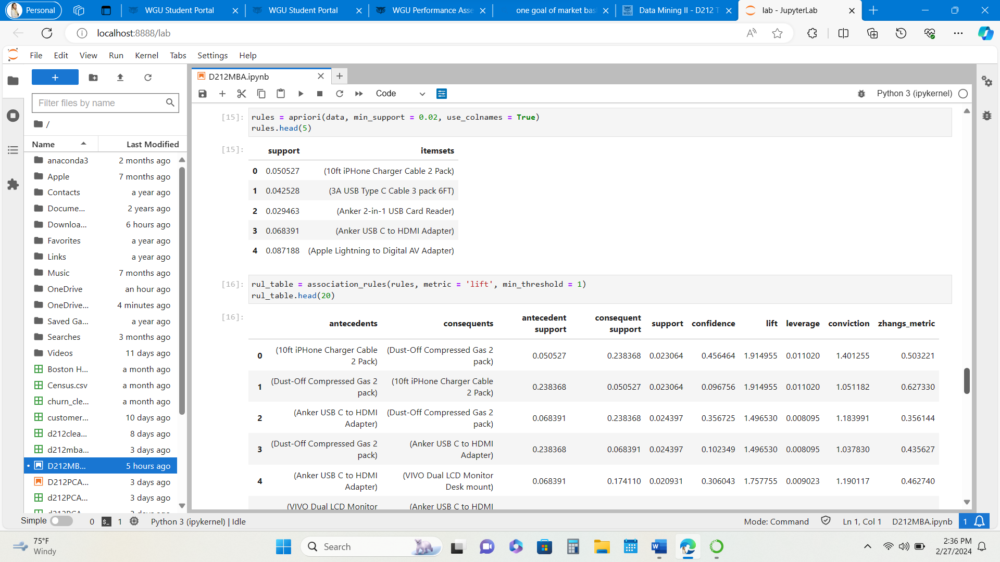 Personal
WGU Student Portal
WGU Student Portal
WGU Performance Asse
one goal of market bas
Data Mining II - D212 T
lab - JupyterLab
localhost:8888/lab
File Edit View Run Kernel Tabs Settings Help
D212MBA.ipynb
Filter files by name
/
Name Last Modified
anaconda3 2 months ago
Apple 7 months ago
Contacts a year ago
Docume... 2 years ago
Downloa... 6 hours ago
Favorites a year ago
Links a year ago
Music 7 months ago
OneDrive an hour ago
OneDrive... 4 minutes ago
Saved Ga... a year ago
Searches 3 months ago
Videos 11 days ago
Boston H... a month ago
Census.csv a month ago
churn_cle... a month ago
customer... 10 days ago
d212clea... 8 days ago
d212mba... 3 days ago
D212MB... 5 hours ago
D212PCA... 3 days ago
d212PCA... 3 days ago
Code
Python 3 (ipykernel)
[15]: rules = apriori(data, min_support = 0.02, use_colnames = True)
rules.head(5)
[15]: support itemsets
0 0.050527 (10ft iPHone Charger Cable 2 Pack)
1 0.042528 (3A USB Type C Cable 3 pack 6FT)
2 0.029463 (Anker 2-in-1 USB Card Reader)
3 0.068391 (Anker USB C to HDMI Adapter)
4 0.087188 (Apple Lightning to Digital AV Adapter)
[16]: rul_table = association_rules(rules, metric = 'lift', min_threshold = 1)
rul_table.head(20)
[16]: antecedents consequents antecedent support consequent support support confidence lift leverage conviction zhangs_metric
0 (10ft iPHone Charger Cable 2 Pack) (Dust-Off Compressed Gas 2 pack) 0.050527 0.238368 0.023064 0.456464 1.914955 0.011020 1.401255 0.503221
1 (Dust-Off Compressed Gas 2 pack) (10ft iPHone Charger Cable 2 Pack) 0.238368 0.050527 0.023064 0.096756 1.914955 0.011020 1.051182 0.627330
2 (Anker USB C to HDMI Adapter) (Dust-Off Compressed Gas 2 pack) 0.068391 0.238368 0.024397 0.356725 1.496530 0.008095 1.183991 0.356144
3 (Dust-Off Compressed Gas 2 pack) (Anker USB C to HDMI Adapter) 0.238368 0.068391 0.024397 0.102349 1.496530 0.008095 1.037830 0.435627
4 (Anker USB C to HDMI Adapter) (VIVO Dual LCD Monitor Desk mount) 0.068391 0.174110 0.020931 0.306043 1.757755 0.009023 1.190117 0.462740
(VIVO Dual LCD Monitor (Anker USB C to HDMI
Simple 0 $_ 1 Python 3 (ipykernel) | Idle
Mode: Command Ln 1, Col 1 D212MBA.ipynb 1
75°F
Windy
Search
2:36 PM
2/27/2024